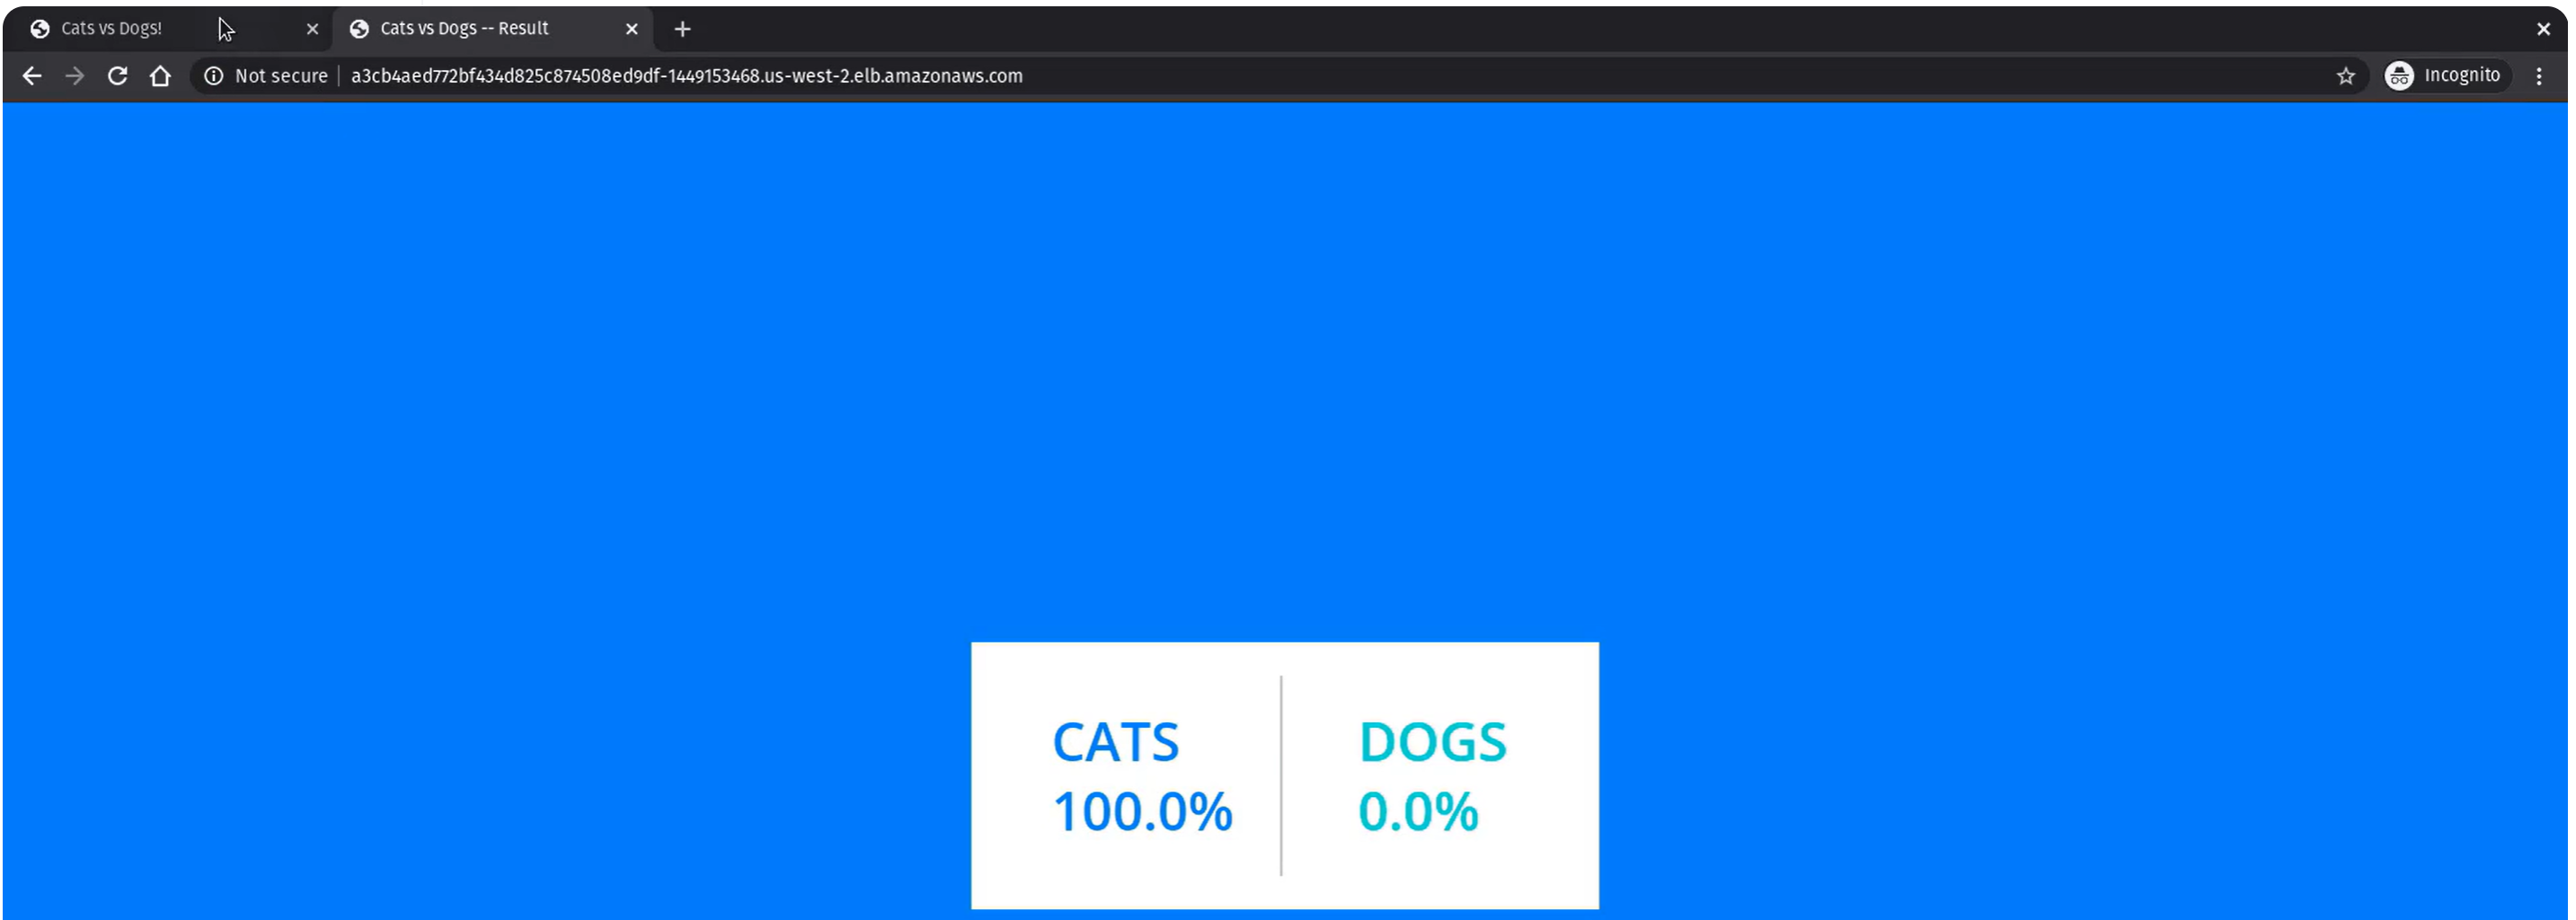 Cats vs Dogs!
Cats vs Dogs -- Result
Not secure
a3cb4aed772bf434d825c874508ed9df-1449153468.us-west-2.elb.amazonaws.com
Incognito
CATS
100.0%
DOGS
0.0%